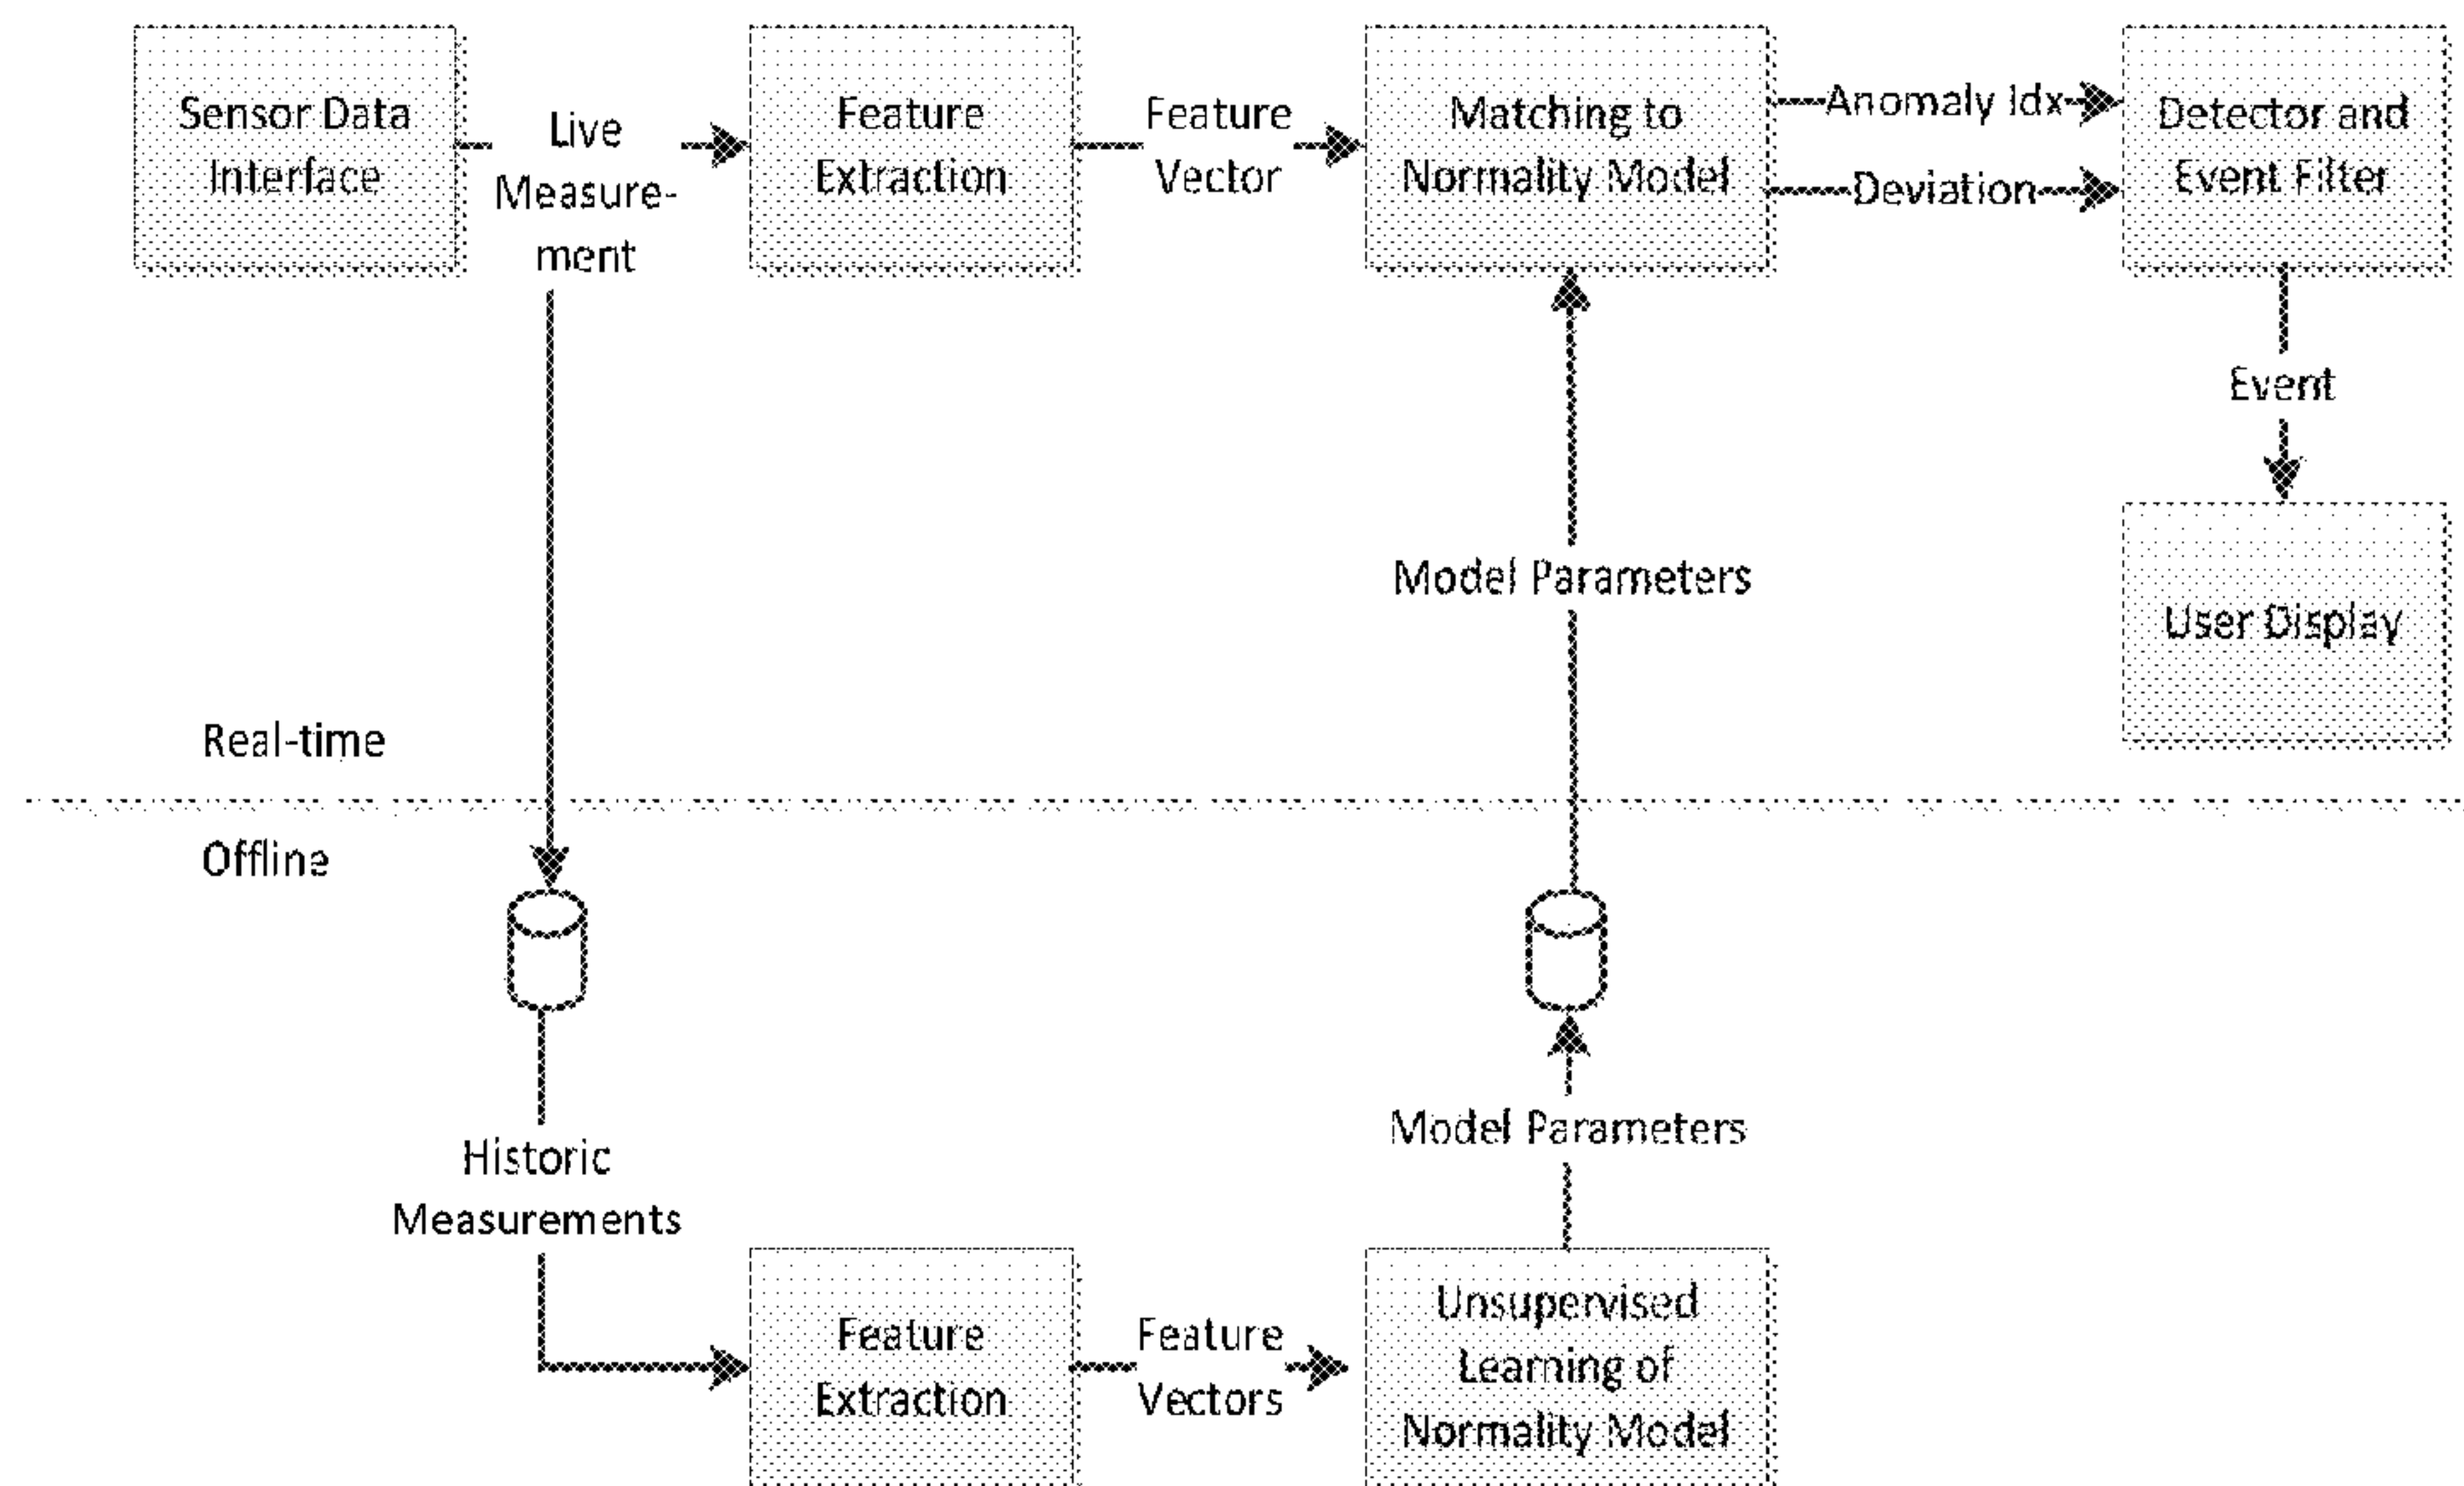 Sensor Data
Interface
Live
Measure-
ment
Feature
Extraction
Feature
Vector
Matching to
Normality Model
Anomaly Idx
Deviation
Detector and
Event Filter
Event
User Display
Model Parameters
Real-time
Offline
Historic
Measurements
Feature
Extraction
Feature
Vectors
Unsupervised
Learning of
Normality Model
Model Parameters